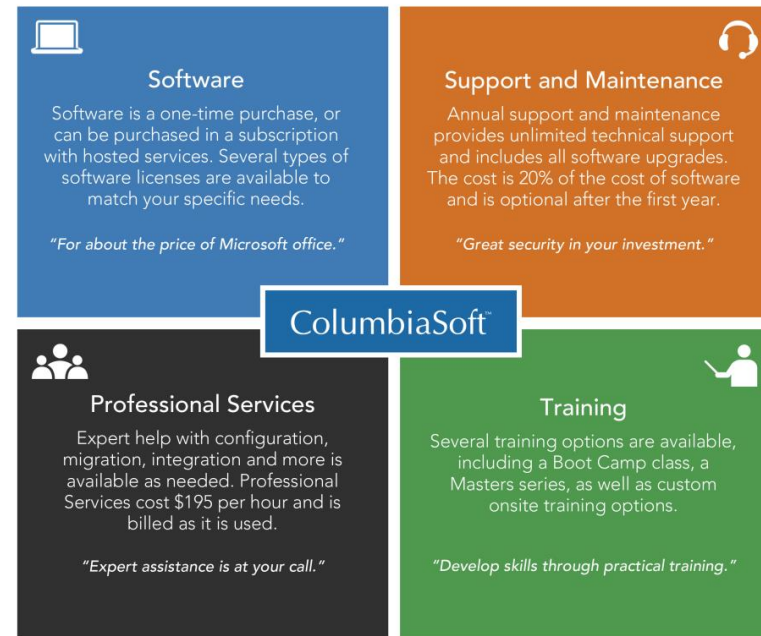 Software
Software is a one-time purchase, or
can be purchased in a subscription
with hosted services. Several types of
software licenses are available to
match your specific needs.
"For about the price of Microsoft office."
Support and Maintenance
Annual support and maintenance
provides unlimited technical support
and includes all software upgrades.
The cost is 20% of the cost of software
and is optional after the first year.
"Great security in your investment."
ColumbiaSoft™
Professional Services
Expert help with configuration,
migration, integration and more is
available as needed. Professional
Services cost $195 per hour and is
billed as it is used.
"Expert assistance is at your call."
Training
Several training options are available,
including a Boot Camp class, a
Masters series, as well as custom
onsite training options.
"Develop skills through practical training."